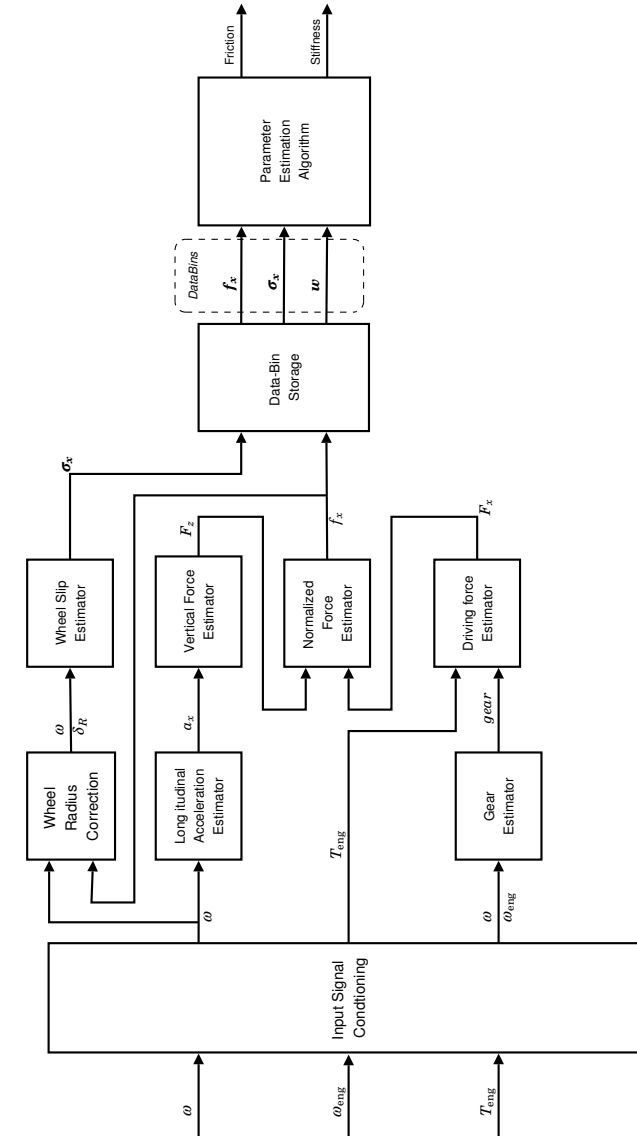 ω
ω_eng
T_eng
Input Signal
Condtioning
ω
T_eng
ω
ω_eng
Wheel
Radius
Correction
Long itudinal
Acceleration
Estimator
Gear
Estimator
ω
δ_R
a_x
gear
Wheel Slip
Estimator
Vertical Force
Estimator
Normalized
Force
Estimator
Driving force
Estimator
σ_x
F_z
f_x
F_x
Data-Bin
Storage
DataBins
f_x
σ_x
w
Parameter
Estimation
Algorithm
Friction
Stiffness